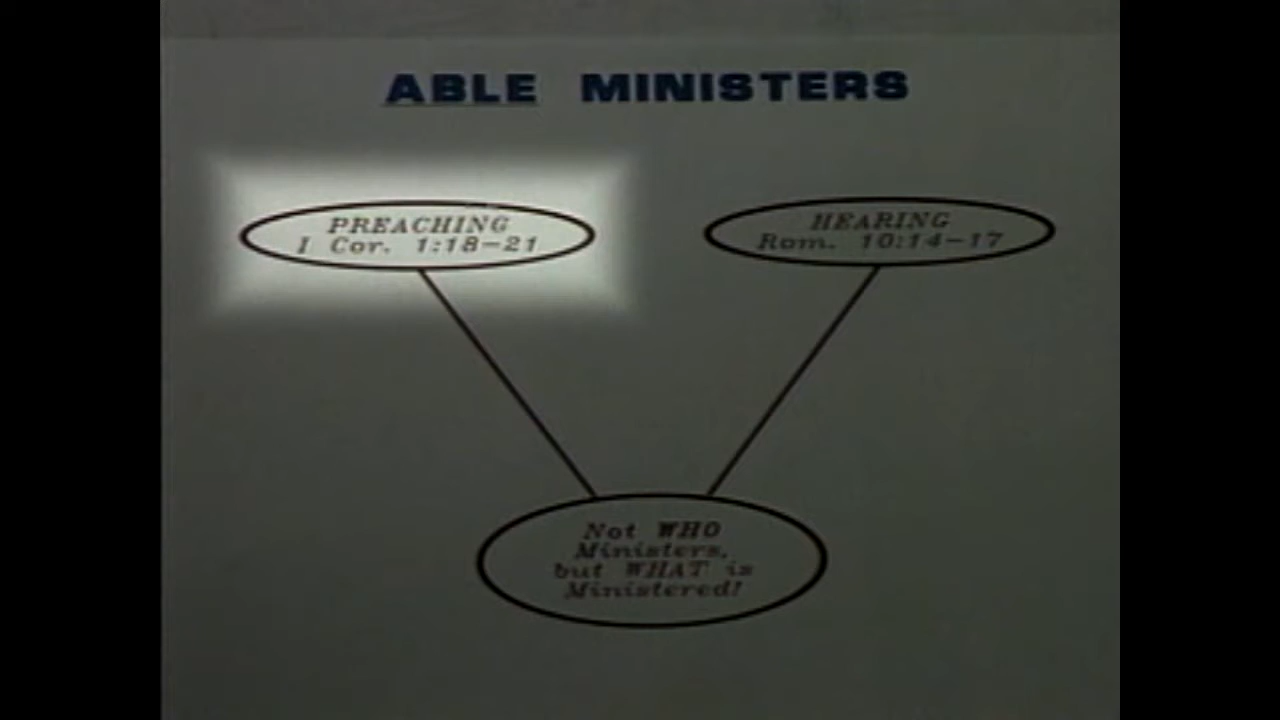 ABLE MINISTERS
PREACHING
I Cor. 1:18-21
HEARING
Rom. 10:14-17
Not WHO
Ministers,
but WHAT is
Ministered!